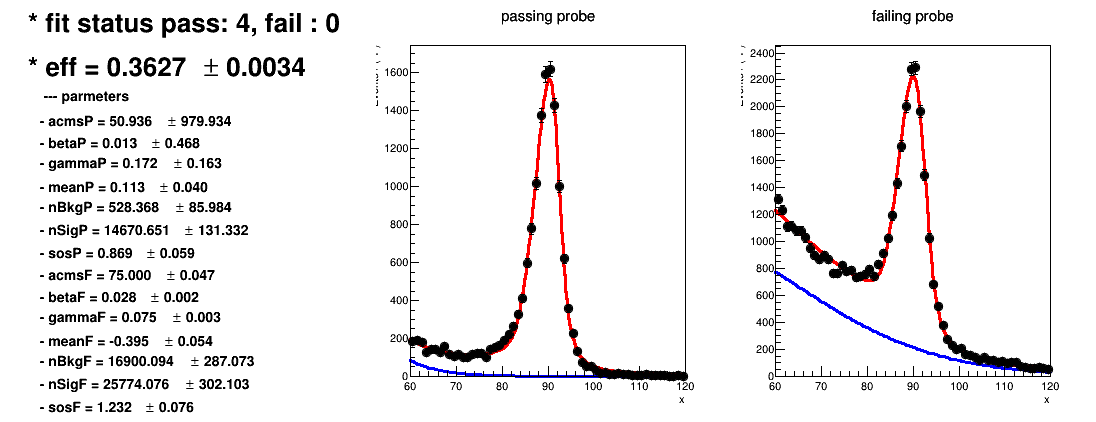 * fit status pass: 4, fail : 0
* eff = 0.3627 ± 0.0034
--- parmeters
- acmsP = 50.936 ± 979.934
- betaP = 0.013 ± 0.468
- gammaP = 0.172 ± 0.163
- meanP = 0.113 ± 0.040
- nBkgP = 528.368 ± 85.984
- nSigP = 14670.651 ± 131.332
- sosP = 0.869 ± 0.059
- acmsF = 75.000 ± 0.047
- betaF = 0.028 ± 0.002
- gammaF = 0.075 ± 0.003
- meanF = -0.395 ± 0.054
- nBkgF = 16900.094 ± 287.073
- nSigF = 25774.076 ± 302.103
- sosF = 1.232 ± 0.076
passing probe
1600
1400
1200
1000
800
600
400
200
0
60 70 80 90 100 110 120
x
failing probe
2400
2200
2000
1800
1600
1400
1200
1000
800
600
400
200
0
60 70 80 90 100 110 120
x